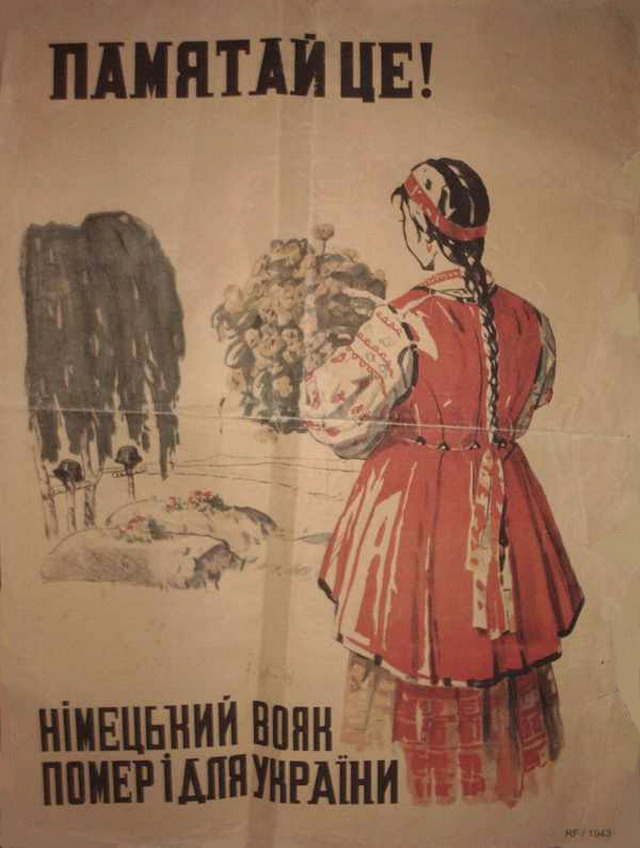 ПАМЯТАЙ ЦЕ!
НІМЕЦЬКИЙ ВОЯК
ПОМЕР І ДЛЯ УКРАЇНИ
RF / 1943